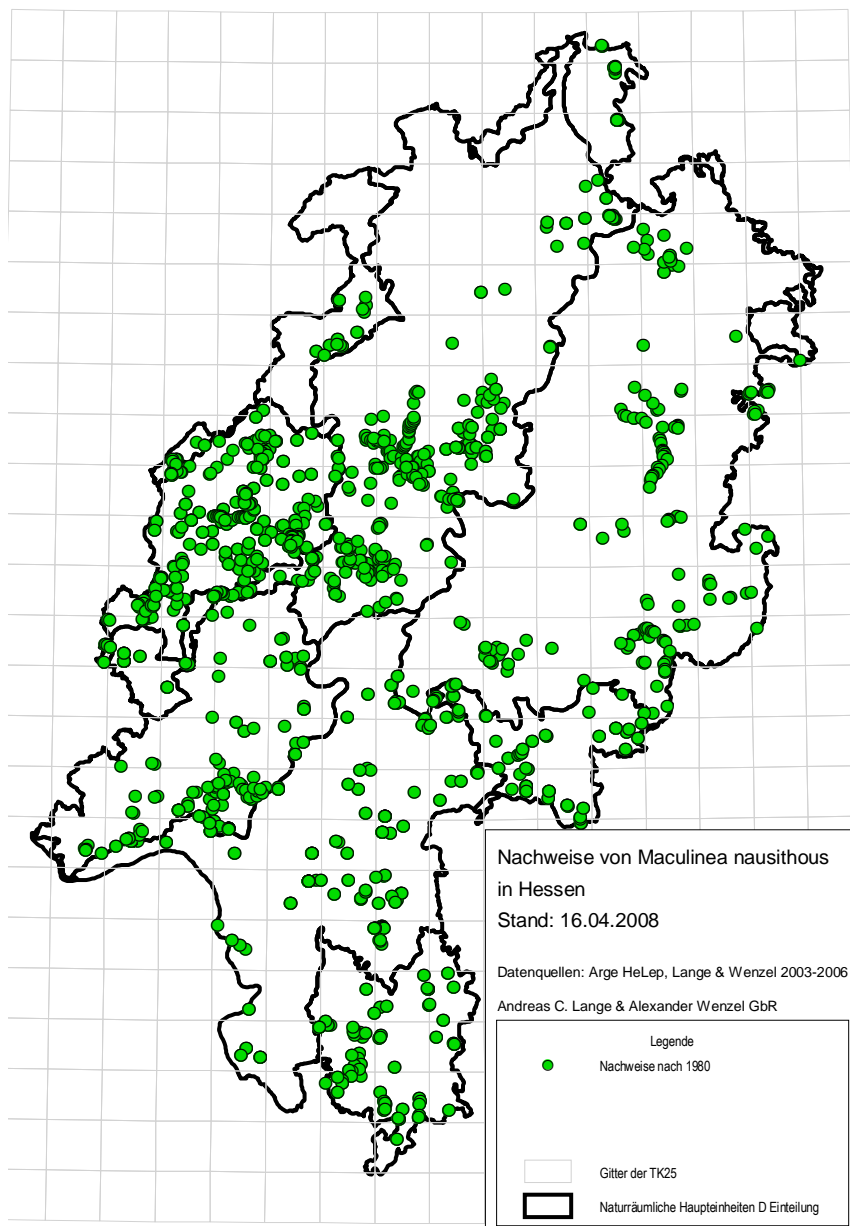 Nachweise von Maculinea nausithous
in Hessen
Stand: 16.04.2008
Datenquellen: Arge HeLep, Lange & Wenzel 2003-2006
Andreas C. Lange & Alexander Wenzel GbR
Legende
Nachweise nach 1980
Gitter der TK25
Naturräumliche Haupteinheiten D Einteilung